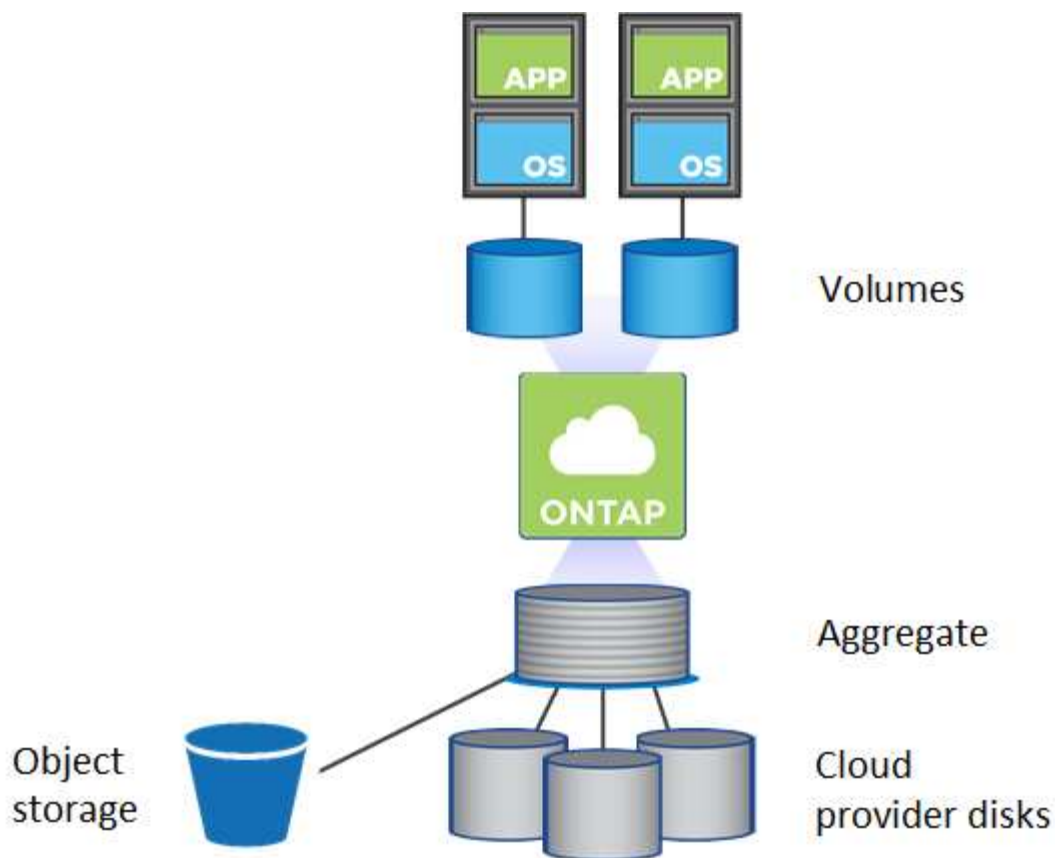 APP
APP
OS
OS
Volumes
ONTAP
Aggregate
Object
storage
Cloud
provider disks